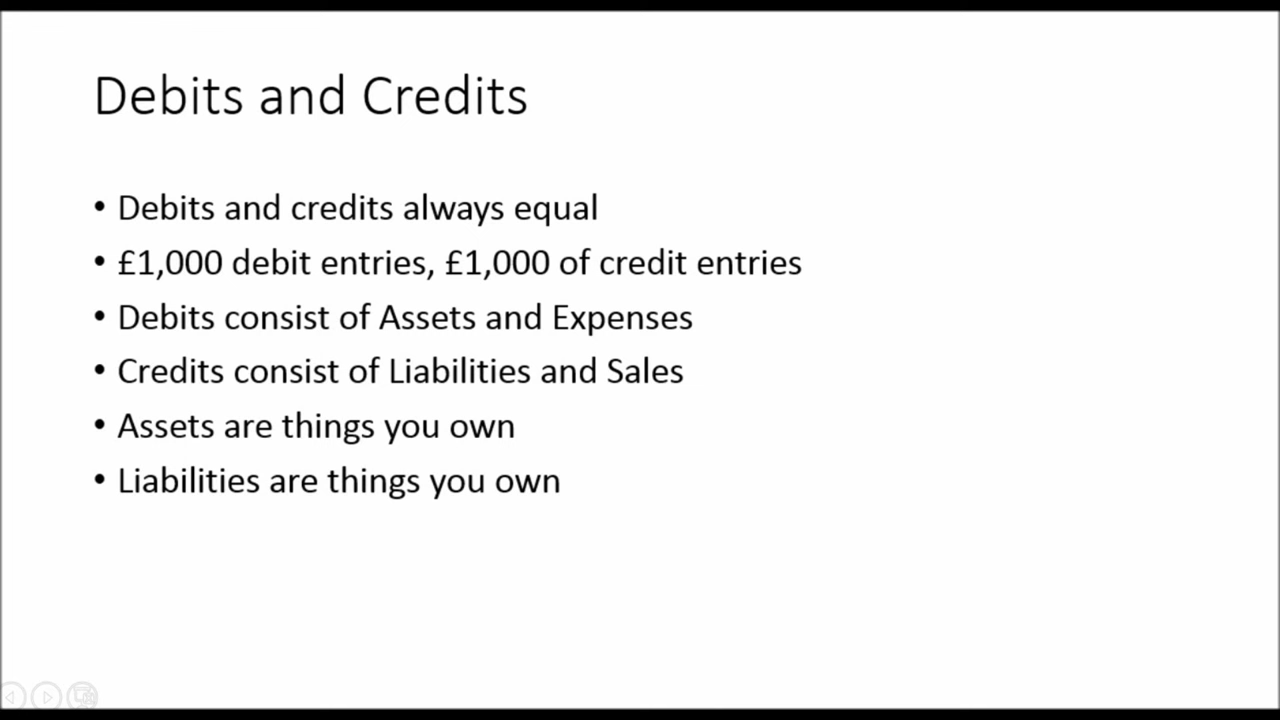 Debits and Credits
• Debits and credits always equal
• £1,000 debit entries, £1,000 of credit entries
• Debits consist of Assets and Expenses
• Credits consist of Liabilities and Sales
• Assets are things you own
• Liabilities are things you own